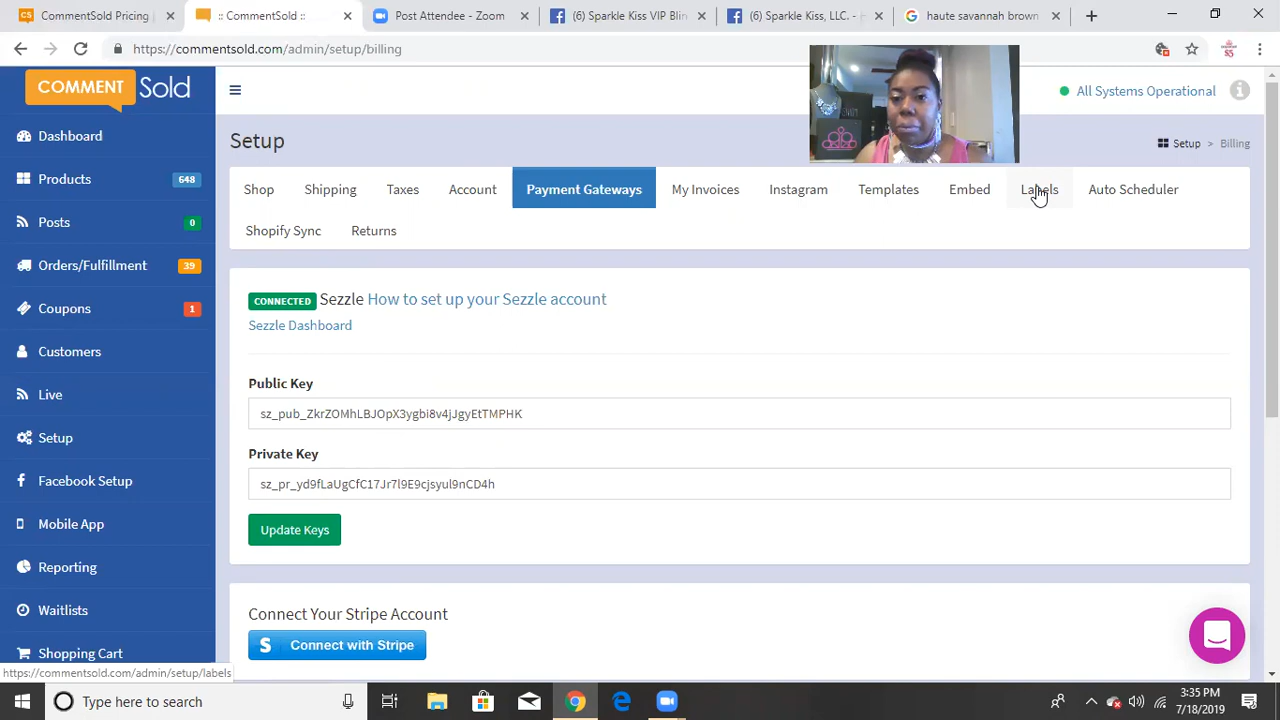 CommentSold Pricing
:: CommentSold ::
Post Attendee - Zoom
(6) Sparkle Kiss VIP Blin
(6) Sparkle Kiss, LLC. -
haute savannah brown
https://commentsold.com/admin/setup/billing
COMMENT Sold
All Systems Operational
Dashboard
Products 648
Posts 0
Orders/Fulfillment 39
Coupons 1
Customers
Live
Setup
Facebook Setup
Mobile App
Reporting
Waitlists
Shopping Cart
Setup
Setup > Billing
Shop Shipping Taxes Account Payment Gateways My Invoices Instagram Templates Embed Labels Auto Scheduler
Shopify Sync Returns
CONNECTED Sezzle How to set up your Sezzle account
Sezzle Dashboard
Public Key
sz_pub_ZkrZOMhLBJOpX3ygbi8v4jJgyEtTMPHK
Private Key
sz_pr_yd9fLaUgCfC17Jr7l9E9cjsyul9nCD4h
Update Keys
Connect Your Stripe Account
Connect with Stripe
https://commentsold.com/admin/setup/labels
Type here to search
3:35 PM
7/18/2019